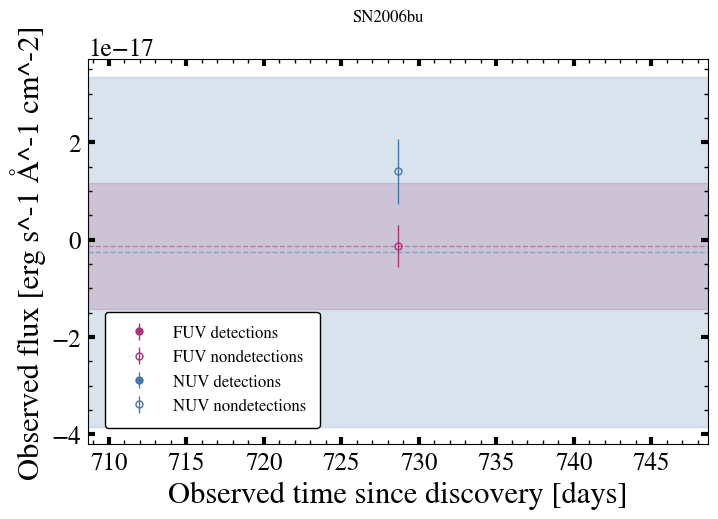 SN2006bu
1e−17
Observed flux [erg s^-1 Å^-1 cm^-2]
2
0
−2
−4
FUV detections
FUV nondetections
NUV detections
NUV nondetections
710 715 720 725 730 735 740 745
Observed time since discovery [days]